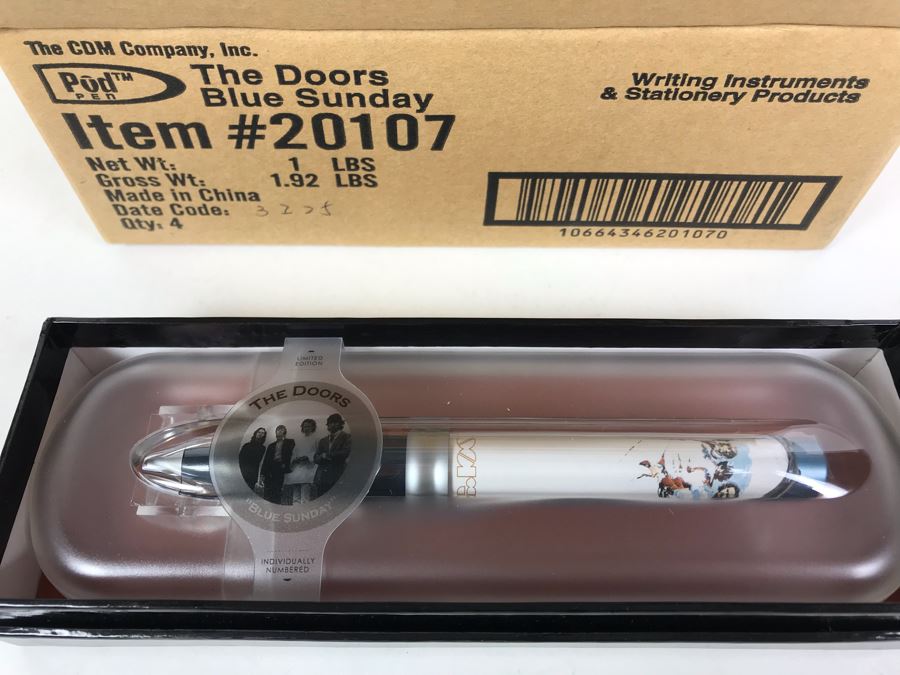 The CDM Company, Inc.
Pôd™
PEN
The Doors
Blue Sunday
Writing Instruments
& Stationery Products
Item #20107
Net Wt: 1 LBS
Gross Wt: 1.92 LBS
Made in China
Date Code: 3225
Qty: 4
10664346201070
LIMITED
EDITION
THE DOORS
BLUE SUNDAY
INDIVIDUALLY
NUMBERED